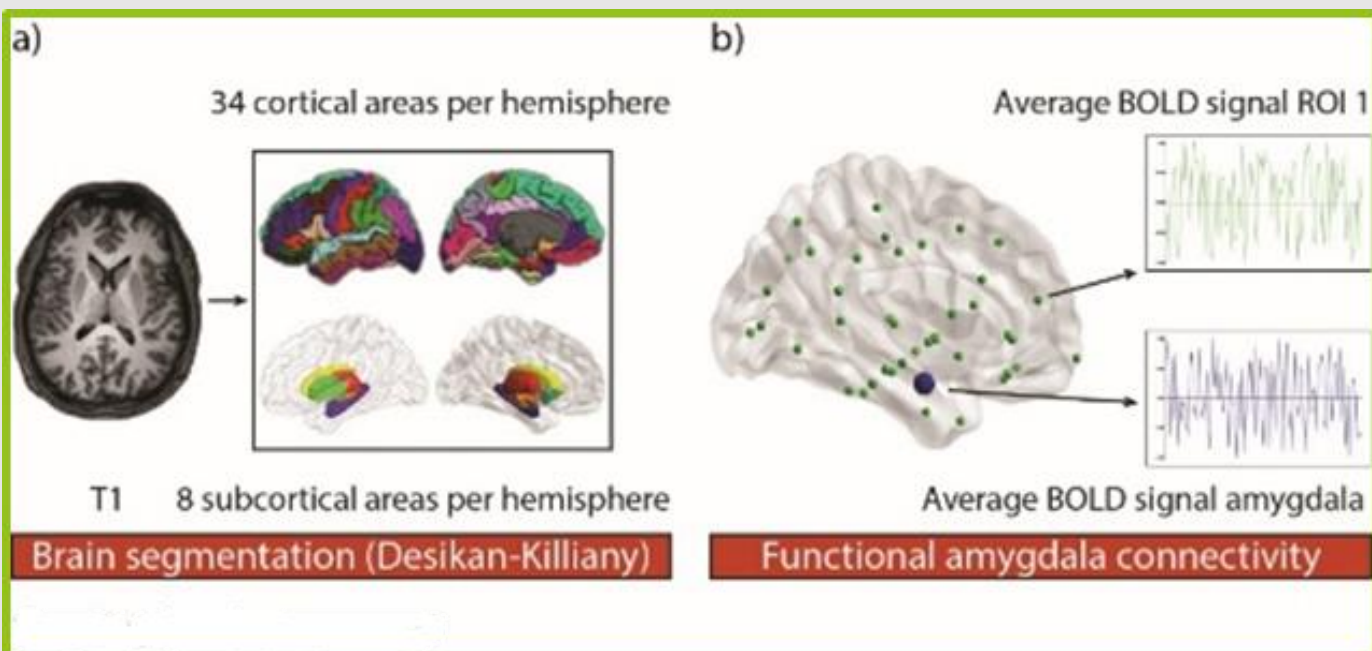 a)
34 cortical areas per hemisphere
T1
8 subcortical areas per hemisphere
Brain segmentation (Desikan-Killiany)
b)
Average BOLD signal ROI 1
Average BOLD signal amygdala
Functional amygdala connectivity